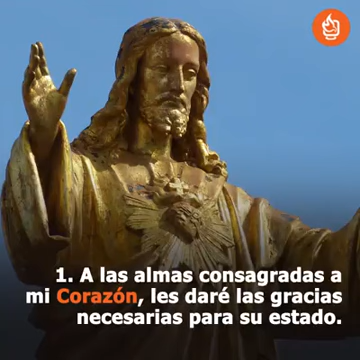 1. A las almas consagradas a
mi Corazón, les daré las gracias
necesarias para su estado.